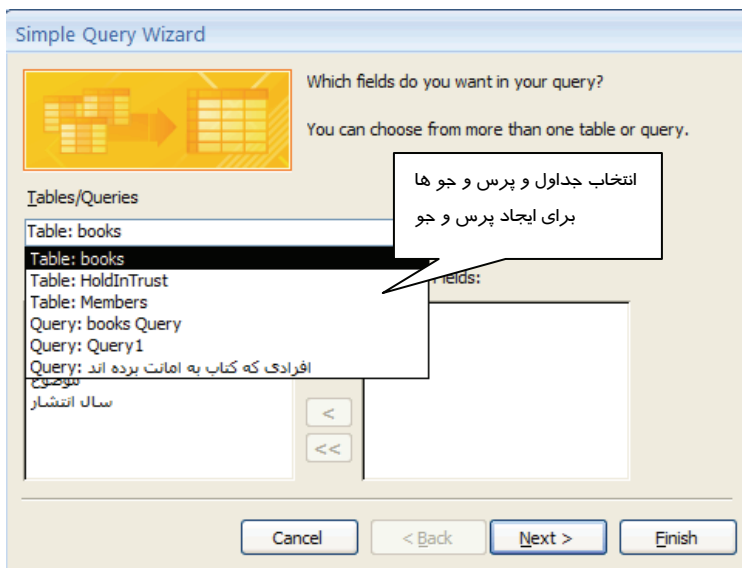 Simple Query Wizard
Which fields do you want in your query?
You can choose from more than one table or query.
انتخاب جداول و پرس و جو ها
برای ایجاد پرس و جو
Tables/Queries
Table: books
Table: books
Table: HoldInTrust
Table: Members
Query: books Query
Query: Query1
Query: افرادی که کتاب به امانت برده اند
Fields:
موضوع
سال انتشار
<
<<
Cancel
< Back
Next >
Finish